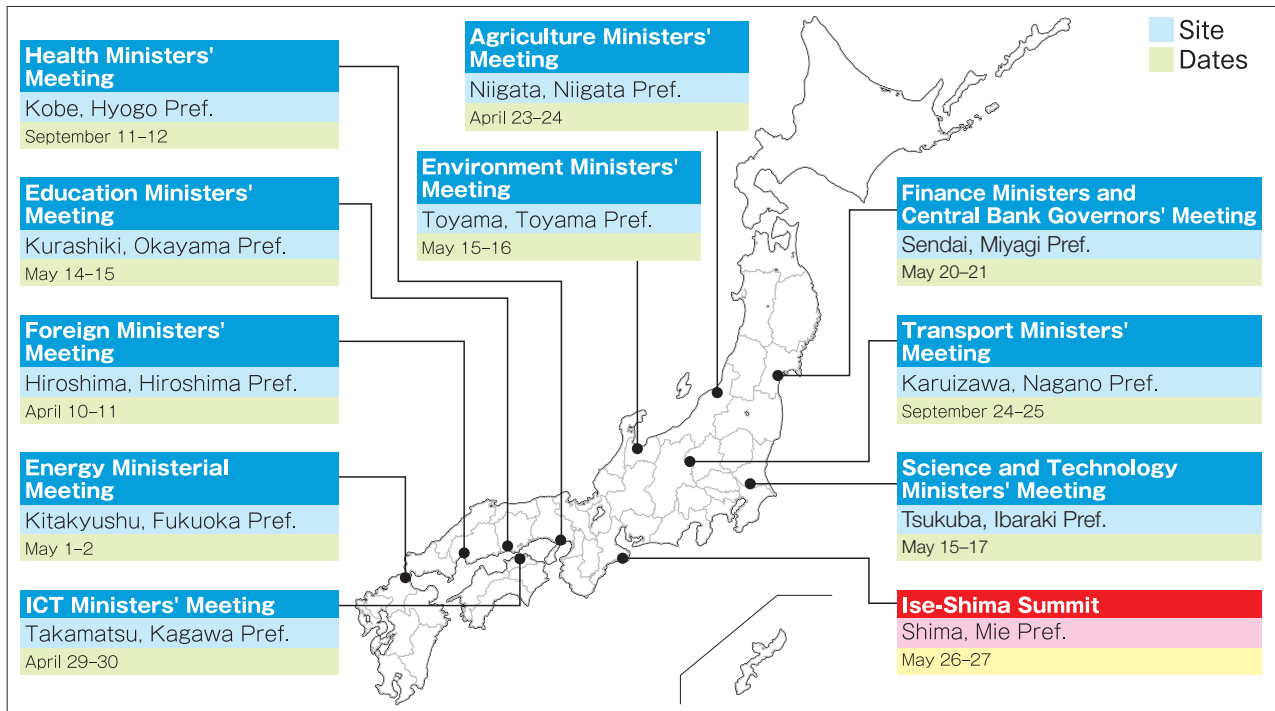 Health Ministers'
Meeting
Kobe, Hyogo Pref.
September 11–12
Education Ministers'
Meeting
Kurashiki, Okayama Pref.
May 14–15
Foreign Ministers'
Meeting
Hiroshima, Hiroshima Pref.
April 10–11
Energy Ministerial
Meeting
Kitakyushu, Fukuoka Pref.
May 1–2
ICT Ministers' Meeting
Takamatsu, Kagawa Pref.
April 29–30
Agriculture Ministers'
Meeting
Niigata, Niigata Pref.
April 23–24
Environment Ministers'
Meeting
Toyama, Toyama Pref.
May 15–16
Site
Dates
Finance Ministers and
Central Bank Governors' Meeting
Sendai, Miyagi Pref.
May 20–21
Transport Ministers'
Meeting
Karuizawa, Nagano Pref.
September 24–25
Science and Technology
Ministers' Meeting
Tsukuba, Ibaraki Pref.
May 15–17
Ise-Shima Summit
Shima, Mie Pref.
May 26–27